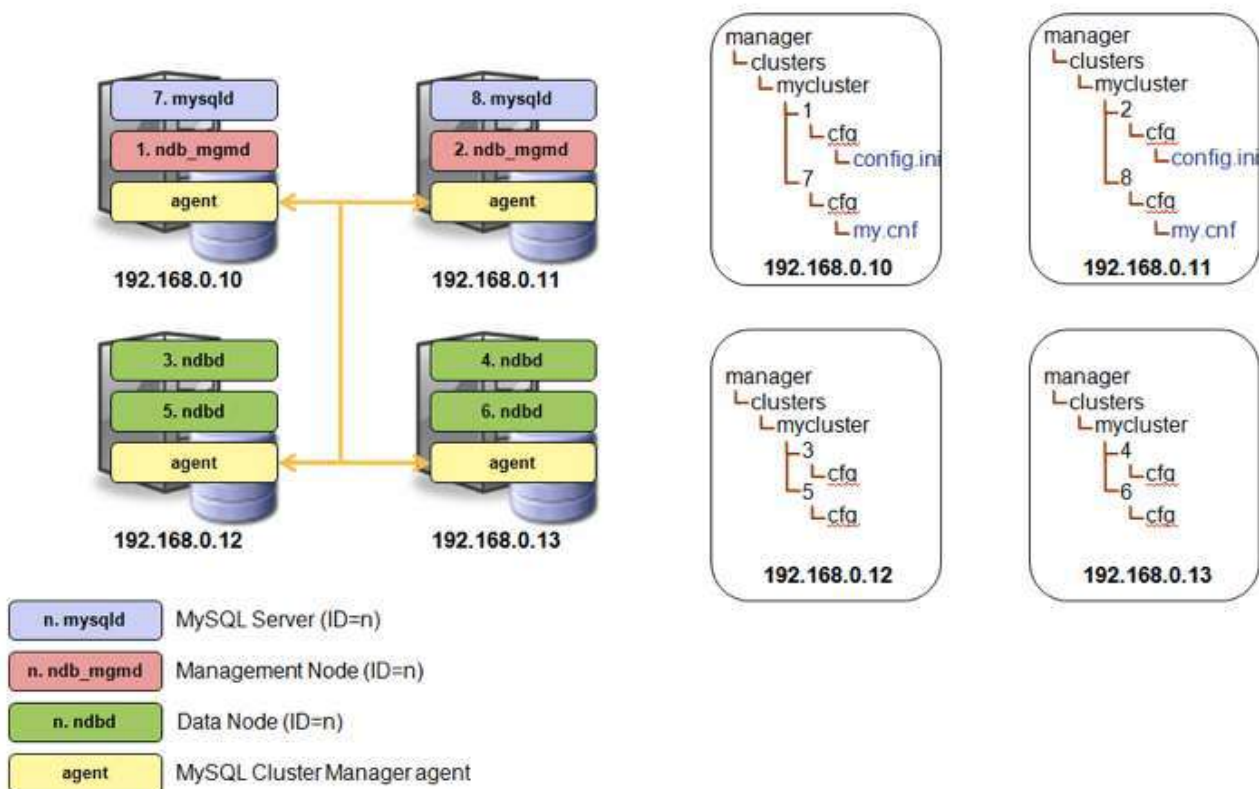 7. mysqld
1. ndb_mgmd
agent
192.168.0.10
8. mysqld
2. ndb_mgmd
agent
192.168.0.11
3. ndbd
5. ndbd
agent
192.168.0.12
4. ndbd
6. ndbd
agent
192.168.0.13
manager
clusters
mycluster
1
cfg
config.ini
7
cfg
my.cnf
192.168.0.10
manager
clusters
mycluster
2
cfg
config.ini
8
cfg
my.cnf
192.168.0.11
manager
clusters
mycluster
3
cfg
5
cfg
192.168.0.12
manager
clusters
mycluster
4
cfg
6
cfg
192.168.0.13
n. mysqld MySQL Server (ID=n)
n. ndb_mgmd Management Node (ID=n)
n. ndbd Data Node (ID=n)
agent MySQL Cluster Manager agent